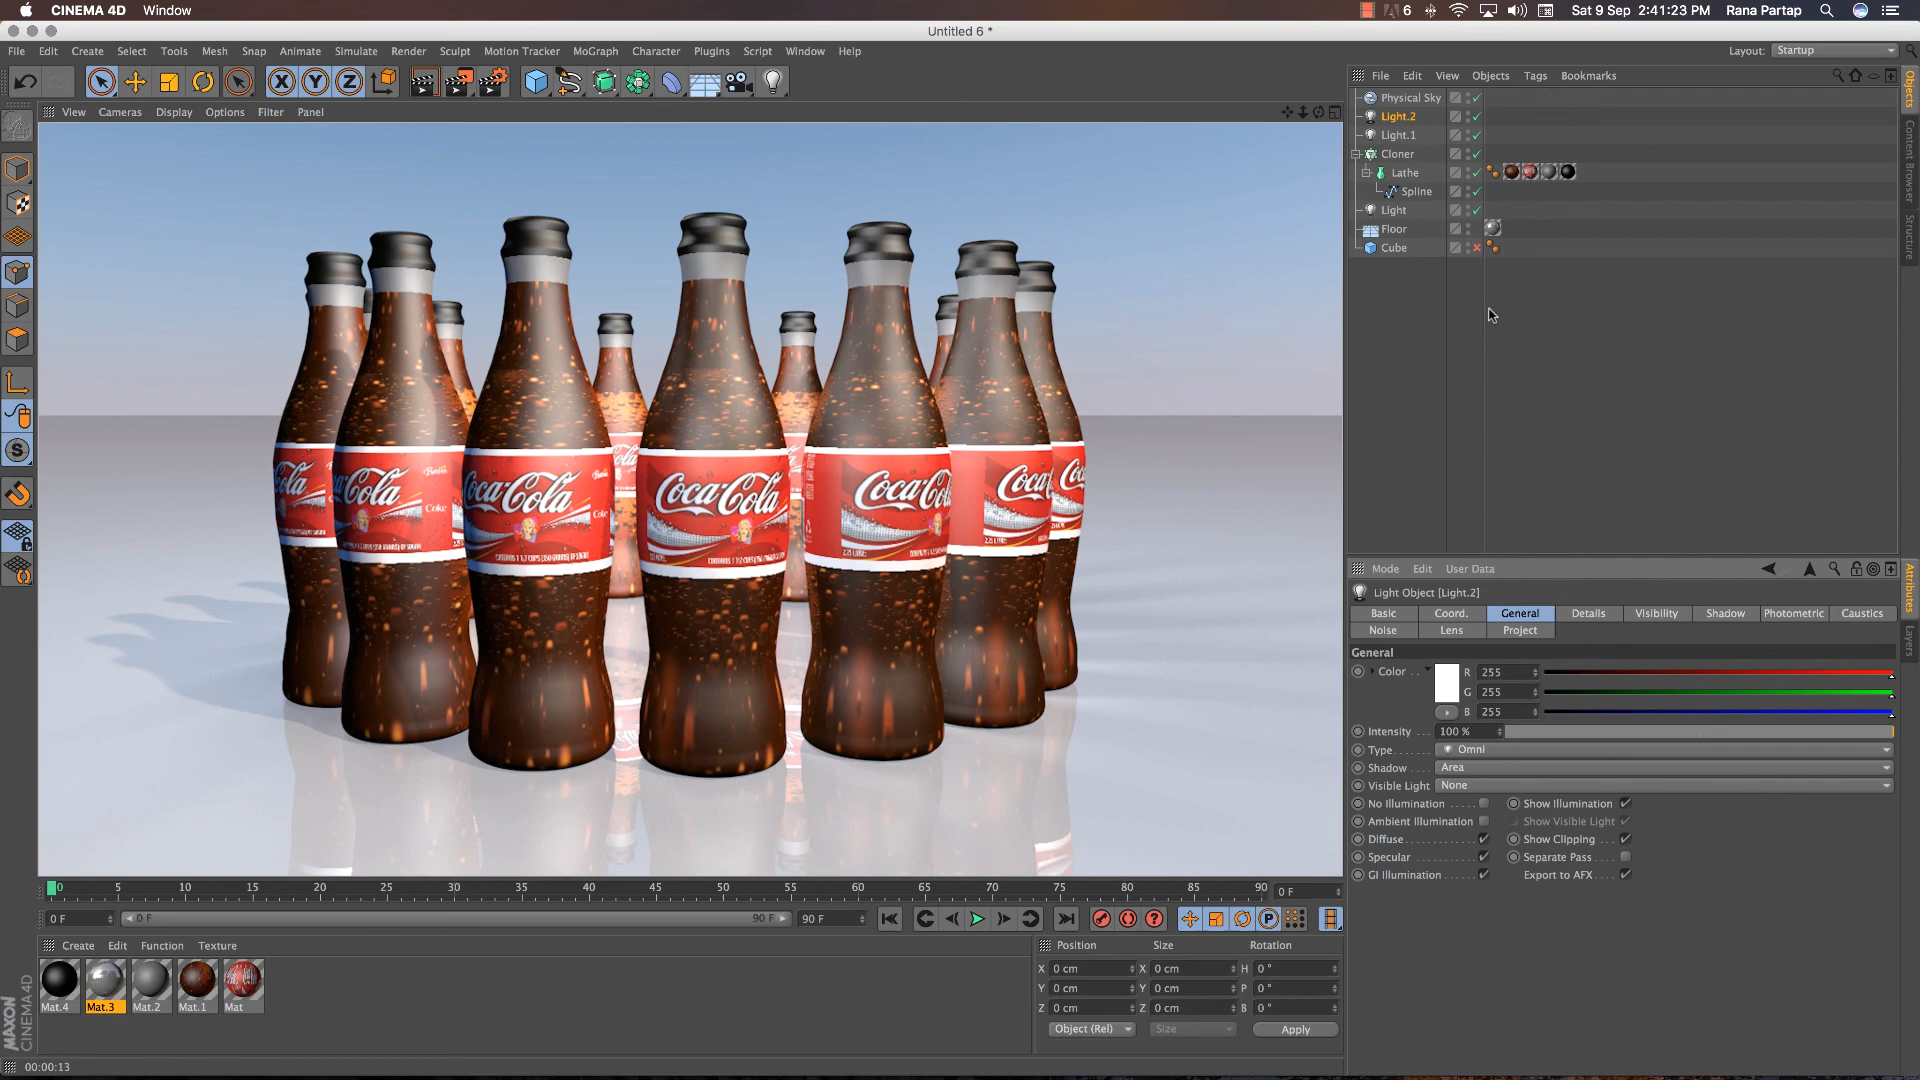 CINEMA 4D Window
6 Sat 9 Sep 2:41:23 PM Rana Partap
Untitled 6 *
File Edit Create Select Tools Mesh Snap Animate Simulate Render Sculpt Motion Tracker MoGraph Character Plugins Script Window Help
Layout: Startup
X Y Z
File Edit View Objects Tags Bookmarks
View Cameras Display Options Filter Panel
Physical Sky
Light.2
Light.1
Cloner
Lathe
Spline
Light
Floor
Cube
Objects
Content Browser
Structure
Coca-Cola
Coke
Mode Edit User Data
Light Object [Light.2]
Basic Coord. General Details Visibility Shadow Photometric Caustics
Noise Lens Project
General
Color R 255
G 255
B 255
Intensity 100 %
Type Omni
Shadow Area
Visible Light None
No Illumination Show Illumination
Ambient Illumination Show Visible Light
Diffuse Show Clipping
Specular Separate Pass
GI Illumination Export to AFX
Attributes
Layers
0 5 10 15 20 25 30 35 40 45 50 55 60 65 70 75 80 85 90 0 F
0 F 0 F 90 F 90 F
Create Edit Function Texture
Mat.4 Mat.3 Mat.2 Mat.1 Mat
Position Size Rotation
X 0 cm X 0 cm H 0 °
Y 0 cm Y 0 cm P 0 °
Z 0 cm Z 0 cm B 0 °
Object (Rel) Size Apply
MAXON CINEMA 4D
00:00:13